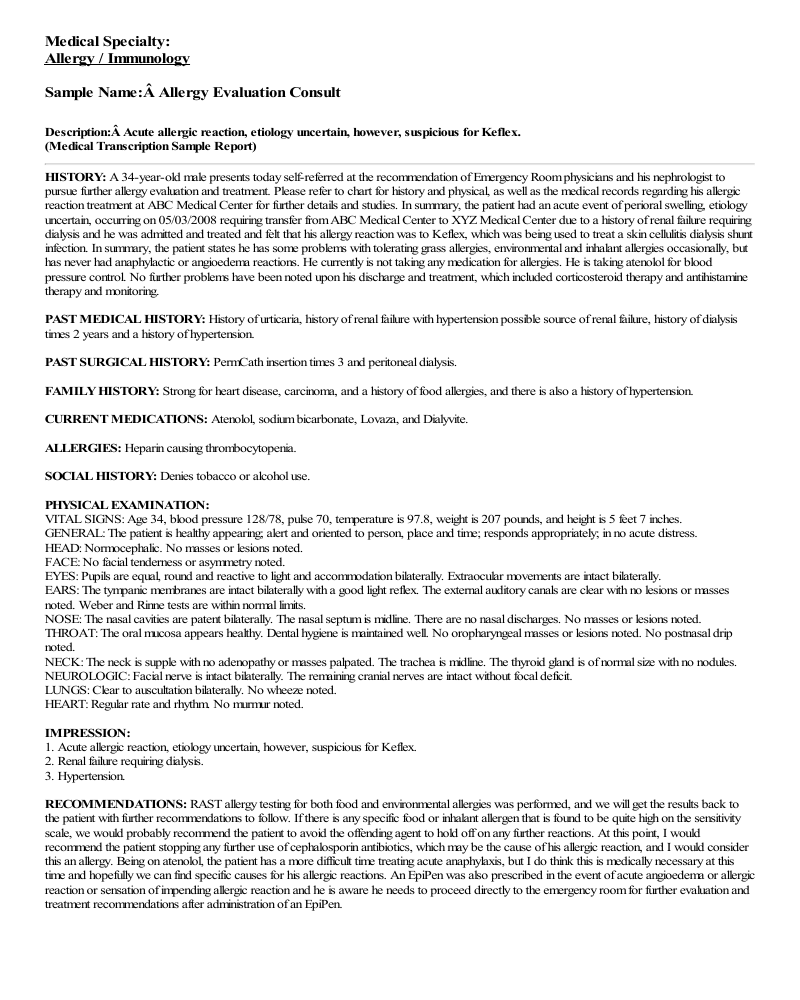 Medical Specialty:
Allergy / Immunology
Sample Name:Â Allergy Evaluation Consult
Description:Â Acute allergic reaction, etiology uncertain, however, suspicious for Keflex.
(Medical Transcription Sample Report)
HISTORY: A 34-year-old male presents today self-referred at the recommendation of Emergency Room physicians and his nephrologist to
pursue further allergy evaluation and treatment. Please refer to chart for history and physical, as well as the medical records regarding his allergic
reaction treatment at ABC Medical Center for further details and studies. In summary, the patient had an acute event of perioral swelling, etiology
uncertain, occurring on 05/03/2008 requiring transfer from ABC Medical Center to XYZ Medical Center due to a history of renal failure requiring
dialysis and he was admitted and treated and felt that his allergy reaction was to Keflex, which was being used to treat a skin cellulitis dialysis shunt
infection. In summary, the patient states he has some problems with tolerating grass allergies, environmental and inhalant allergies occasionally, but
has never had anaphylactic or angioedema reactions. He currently is not taking any medication for allergies. He is taking atenolol for blood
pressure control. No further problems have been noted upon his discharge and treatment, which included corticosteroid therapy and antihistamine
therapy and monitoring.
PAST MEDICAL HISTORY: History of urticaria, history of renal failure with hypertension possible source of renal failure, history of dialysis
times 2 years and a history of hypertension.
PAST SURGICAL HISTORY: PermCath insertion times 3 and peritoneal dialysis.
FAMILY HISTORY: Strong for heart disease, carcinoma, and a history of food allergies, and there is also a history of hypertension.
CURRENT MEDICATIONS: Atenolol, sodium bicarbonate, Lovaza, and Dialyvite.
ALLERGIES: Heparin causing thrombocytopenia.
SOCIAL HISTORY: Denies tobacco or alcohol use.
PHYSICAL EXAMINATION:
VITAL SIGNS: Age 34, blood pressure 128/78, pulse 70, temperature is 97.8, weight is 207 pounds, and height is 5 feet 7 inches.
GENERAL: The patient is healthy appearing; alert and oriented to person, place and time; responds appropriately; in no acute distress.
HEAD: Normocephalic. No masses or lesions noted.
FACE: No facial tenderness or asymmetry noted.
EYES: Pupils are equal, round and reactive to light and accommodation bilaterally. Extraocular movements are intact bilaterally.
EARS: The tympanic membranes are intact bilaterally with a good light reflex. The external auditory canals are clear with no lesions or masses
noted. Weber and Rinne tests are within normal limits.
NOSE: The nasal cavities are patent bilaterally. The nasal septum is midline. There are no nasal discharges. No masses or lesions noted.
THROAT: The oral mucosa appears healthy. Dental hygiene is maintained well. No oropharyngeal masses or lesions noted. No postnasal drip
noted.
NECK: The neck is supple with no adenopathy or masses palpated. The trachea is midline. The thyroid gland is of normal size with no nodules.
NEUROLOGIC: Facial nerve is intact bilaterally. The remaining cranial nerves are intact without focal deficit.
LUNGS: Clear to auscultation bilaterally. No wheeze noted.
HEART: Regular rate and rhythm. No murmur noted.
IMPRESSION:
1. Acute allergic reaction, etiology uncertain, however, suspicious for Keflex.
2. Renal failure requiring dialysis.
3. Hypertension.
RECOMMENDATIONS: RAST allergy testing for both food and environmental allergies was performed, and we will get the results back to
the patient with further recommendations to follow. If there is any specific food or inhalant allergen that is found to be quite high on the sensitivity
scale, we would probably recommend the patient to avoid the offending agent to hold off on any further reactions. At this point, I would
recommend the patient stopping any further use of cephalosporin antibiotics, which may be the cause of his allergic reaction, and I would consider
this an allergy. Being on atenolol, the patient has a more difficult time treating acute anaphylaxis, but I do think this is medically necessary at this
time and hopefully we can find specific causes for his allergic reactions. An EpiPen was also prescribed in the event of acute angioedema or allergic
reaction or sensation of impending allergic reaction and he is aware he needs to proceed directly to the emergency room for further evaluation and
treatment recommendations after administration of an EpiPen.